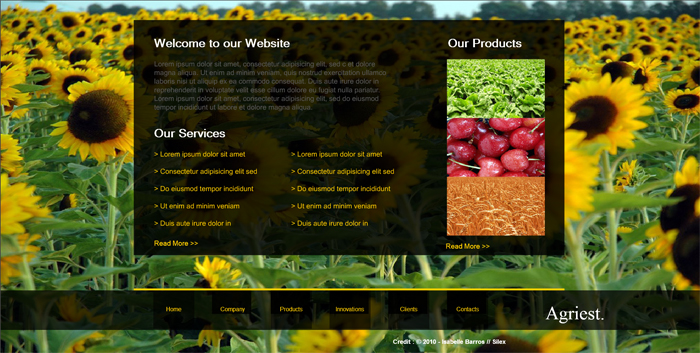 Welcome to our Website
Lorem ipsum dolor sit amet, consectetur adipisicing elit, sed c et dolore
magna aliqua. Ut enim ad minim veniam, quis nostrud exercitation ullamco
laboris nisi ut aliquip ex ea commodo consequat. Duis aute irure dolor in
reprehenderit in voluptate velit esse cillum dolore eu fugiat nulla pariatur.
Lorem ipsum dolor sit amet, consectetur adipisicing elit, sed do eiusmod
tempor incididunt ut labore et dolore magna aliqua.
Our Services
> Lorem ipsum dolor sit amet
> Consectetur adipisicing elit sed
> Do eiusmod tempor incididunt
> Ut enim ad minim veniam
> Duis aute irure dolor in
Read More >>
> Lorem ipsum dolor sit amet
> Consectetur adipisicing elit sed
> Do eiusmod tempor incididunt
> Ut enim ad minim veniam
> Duis aute irure dolor in
Our Products
Read More >>
Home Company Products Innovations Clients Contacts
Agriest.
Credit : © 2010 - Isabelle Barros // Silex